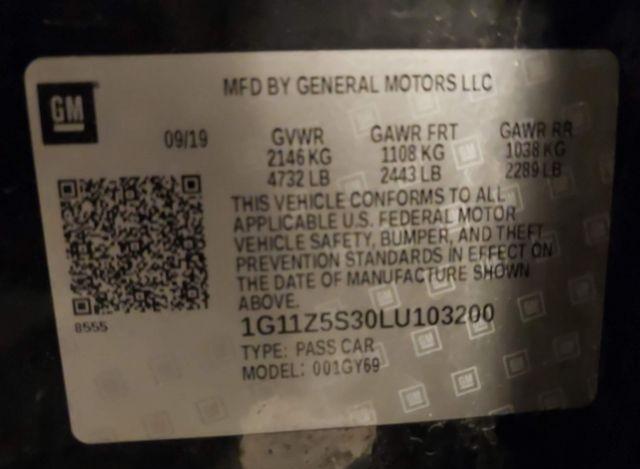 GM
MFD BY GENERAL MOTORS LLC
09/19
GVWR GAWR FRT GAWR RR
2146 KG 1108 KG 1038 KG
4732 LB 2443 LB 2289 LB
THIS VEHICLE CONFORMS TO ALL
APPLICABLE U.S. FEDERAL MOTOR
VEHICLE SAFETY, BUMPER, AND THEFT
PREVENTION STANDARDS IN EFFECT ON
THE DATE OF MANUFACTURE SHOWN
ABOVE.
8555
1G11Z5S30LU103200
TYPE: PASS CAR
MODEL: 001GY69